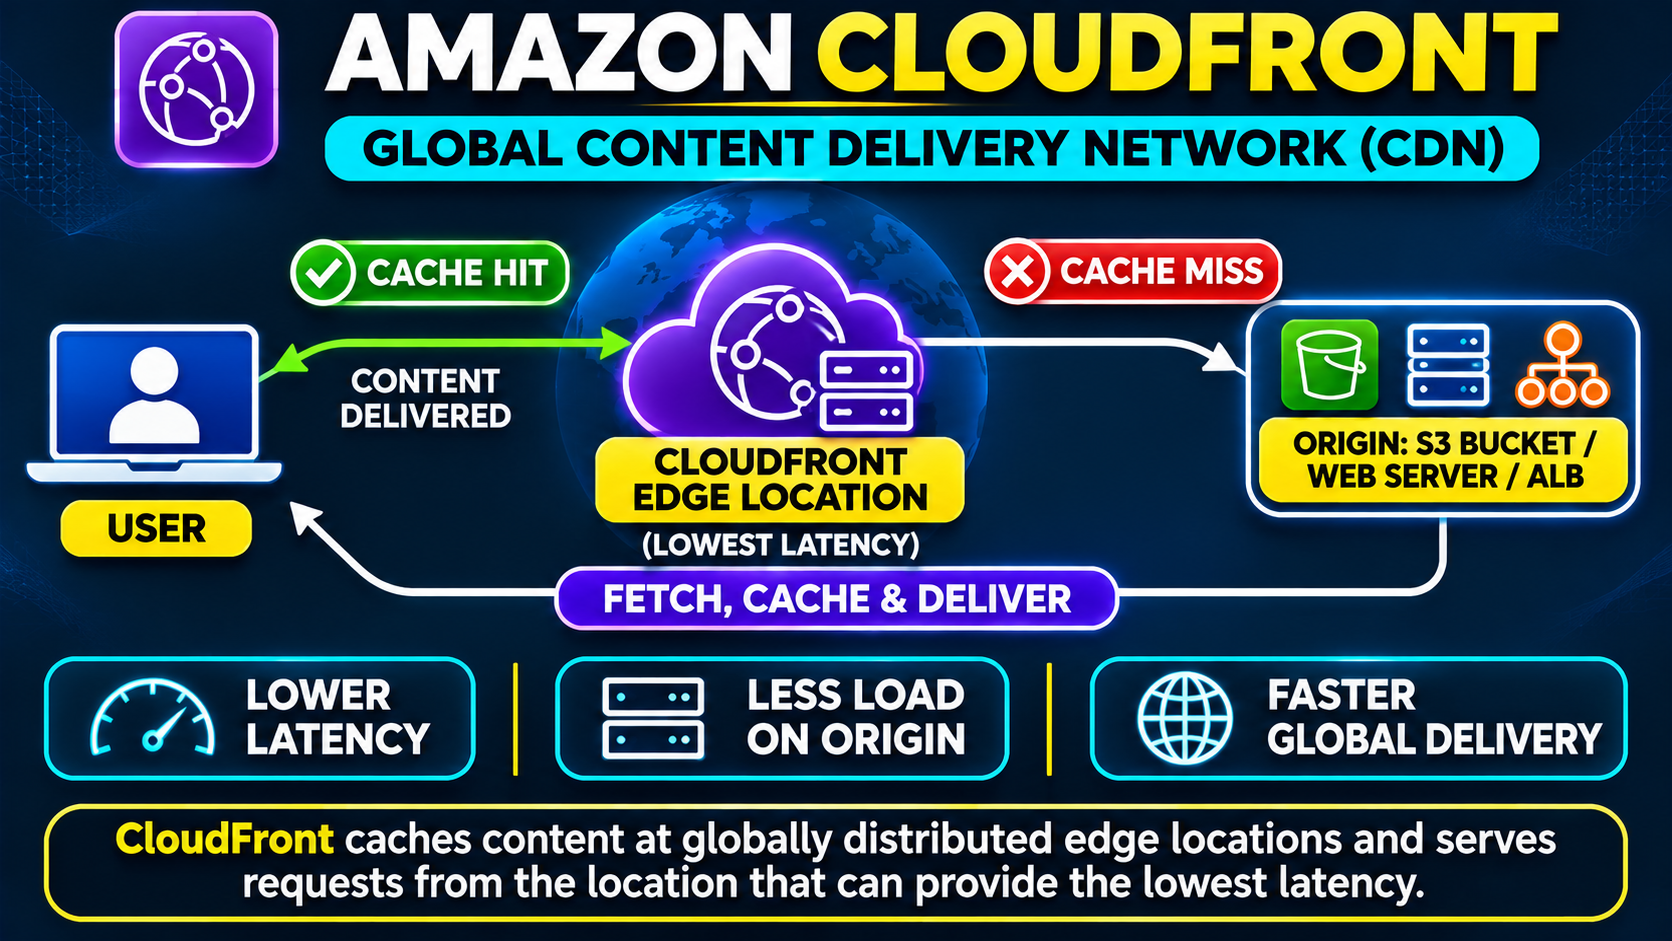 AMAZON CLOUDFRONT
GLOBAL CONTENT DELIVERY NETWORK (CDN)
CACHE HIT
CACHE MISS
CONTENT
DELIVERED
USER
CLOUDFRONT
EDGE LOCATION
(LOWEST LATENCY)
ORIGIN: S3 BUCKET /
WEB SERVER / ALB
FETCH, CACHE & DELIVER
LOWER
LATENCY
LESS LOAD
ON ORIGIN
FASTER
GLOBAL DELIVERY
CloudFront caches content at globally distributed edge locations and serves
requests from the location that can provide the lowest latency.